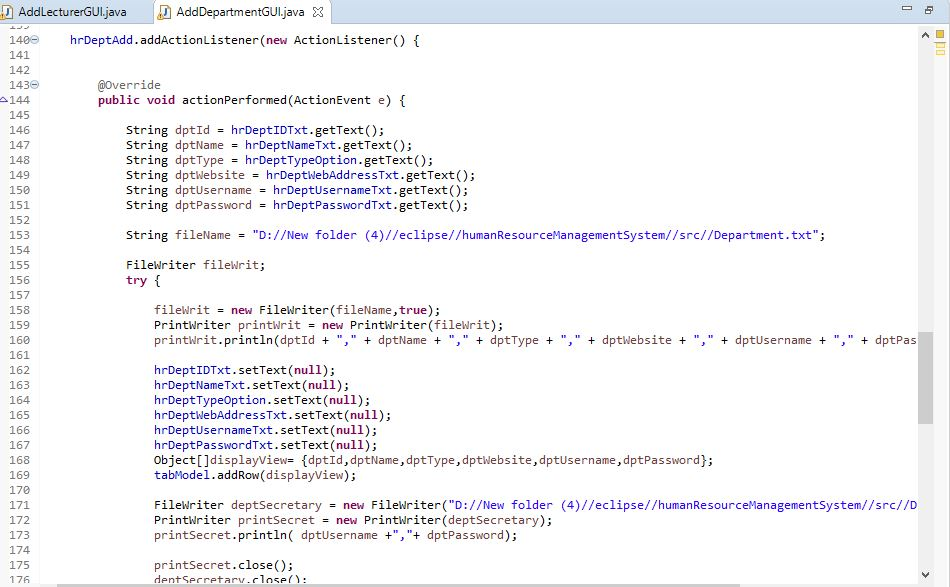 AddLecturerGUI.java AddDepartmentGUI.java
140 hrDeptAdd.addActionListener(new ActionListener() {
141
142
143 @Override
144 public void actionPerformed(ActionEvent e) {
145
146 String dptId = hrDeptIDTxt.getText();
147 String dptName = hrDeptNameTxt.getText();
148 String dptType = hrDeptTypeOption.getText();
149 String dptWebsite = hrDeptWebAddressTxt.getText();
150 String dptUsername = hrDeptUsernameTxt.getText();
151 String dptPassword = hrDeptPasswordTxt.getText();
152
153 String fileName = "D://New folder (4)//eclipse//humanResourceManagementSystem//src//Department.txt";
154
155 FileWriter fileWrit;
156 try {
157
158 fileWrit = new FileWriter(fileName,true);
159 PrintWriter printWrit = new PrintWriter(fileWrit);
160 printWrit.println(dptId + "," + dptName + "," + dptType + "," + dptWebsite + "," + dptUsername + "," + dptPas
161
162 hrDeptIDTxt.setText(null);
163 hrDeptNameTxt.setText(null);
164 hrDeptTypeOption.setText(null);
165 hrDeptWebAddressTxt.setText(null);
166 hrDeptUsernameTxt.setText(null);
167 hrDeptPasswordTxt.setText(null);
168 Object[]displayView= {dptId,dptName,dptType,dptWebsite,dptUsername,dptPassword};
169 tabModel.addRow(displayView);
170
171 FileWriter deptSecretary = new FileWriter("D://New folder (4)//eclipse//humanResourceManagementSystem//src//D
172 PrintWriter printSecret = new PrintWriter(deptSecretary);
173 printSecret.println( dptUsername +","+ dptPassword);
174
175 printSecret.close();
176 deptSecretary.close();